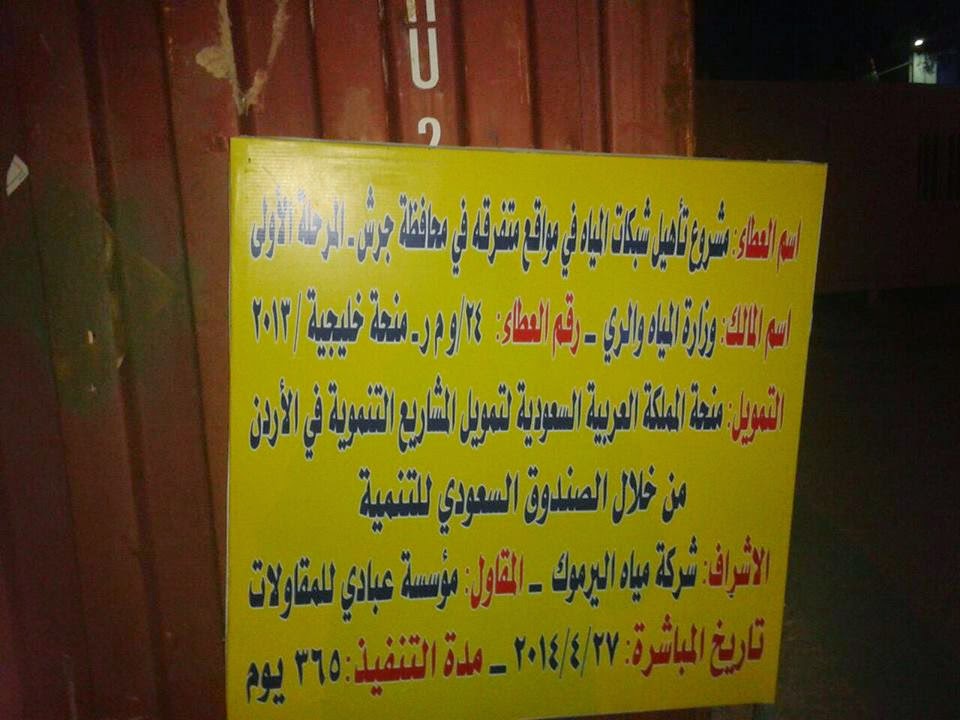 U
2
اسم العطاء: مشروع تأهيل شبكات المياه في مواقع متفرقه في محافظة جرش ـ المرحلة الأولى
اسم المالك: وزارة المياه والري ـ رقم العطاء: ٢٤/و م ر ـ منحة خليجية / ٢٠١٣
التمويل: منحة المملكة العربية السعودية لتمويل المشاريع التنموية في الأردن
من خلال الصندوق السعودي للتنمية
الاشراف: شركة مياه اليرموك ـ المقاول: مؤسسة عبادي للمقاولات
تاريخ المباشرة: ٢٠١٤/٤/٢٧ ـ مدة التنفيذ: ٣٦٥ يوم